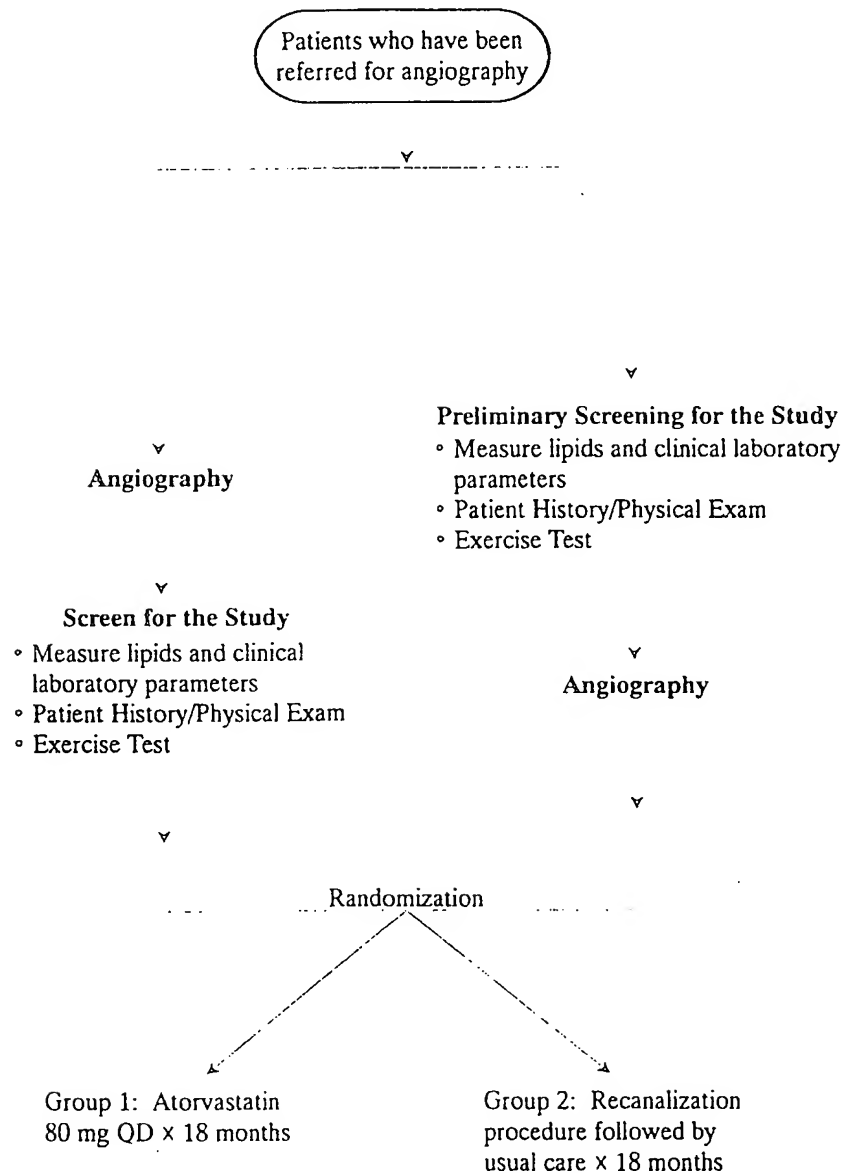 Patients who have been
referred for angiography
Angiography
Screen for the Study
° Measure lipids and clinical
laboratory parameters
° Patient History/Physical Exam
° Exercise Test
Preliminary Screening for the Study
° Measure lipids and clinical laboratory
parameters
° Patient History/Physical Exam
° Exercise Test
Angiography
Randomization
Group 1: Atorvastatin
80 mg QD × 18 months
Group 2: Recanalization
procedure followed by
usual care × 18 months